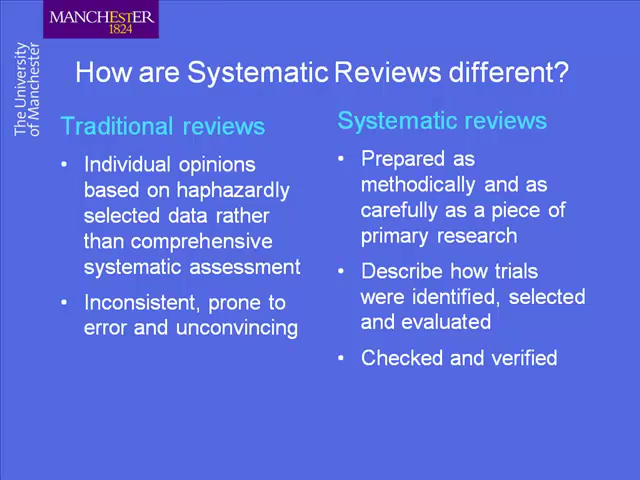 MANCHESTER
1824
The University
of Manchester
How are Systematic Reviews different?
Traditional reviews
• Individual opinions
based on haphazardly
selected data rather
than comprehensive
systematic assessment
• Inconsistent, prone to
error and unconvincing
Systematic reviews
• Prepared as
methodically and as
carefully as a piece of
primary research
• Describe how trials
were identified, selected
and evaluated
• Checked and verified